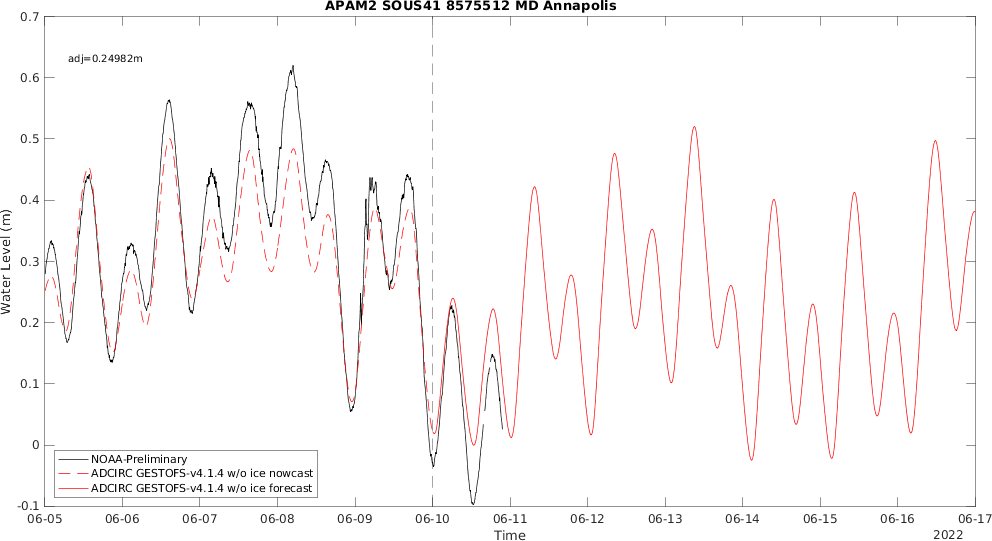 APAM2 SOUS41 8575512 MD Annapolis
0.7
adj=0.24982m
0.6
0.5
0.4
0.3
0.2
0.1
0
-0.1
Water Level (m)
NOAA-Preliminary
ADCIRC GESTOFS-v4.1.4 w/o ice nowcast
ADCIRC GESTOFS-v4.1.4 w/o ice forecast
06-05 06-06 06-07 06-08 06-09 06-10 06-11 06-12 06-13 06-14 06-15 06-16 06-17
Time
2022